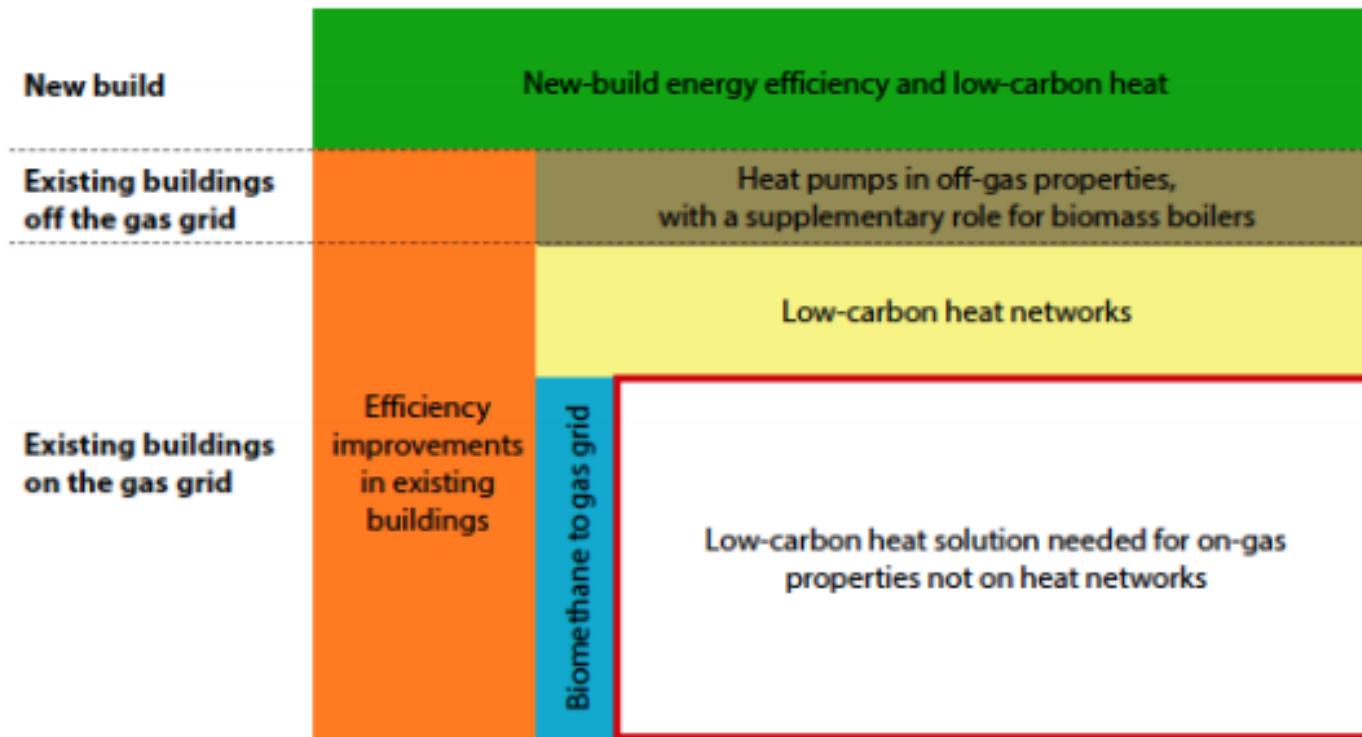 New build
New-build energy efficiency and low-carbon heat
Existing buildings
off the gas grid
Heat pumps in off-gas properties,
with a supplementary role for biomass boilers
Low-carbon heat networks
Existing buildings
on the gas grid
Efficiency
improvements
in existing
buildings
Biomethane to gas grid
Low-carbon heat solution needed for on-gas
properties not on heat networks